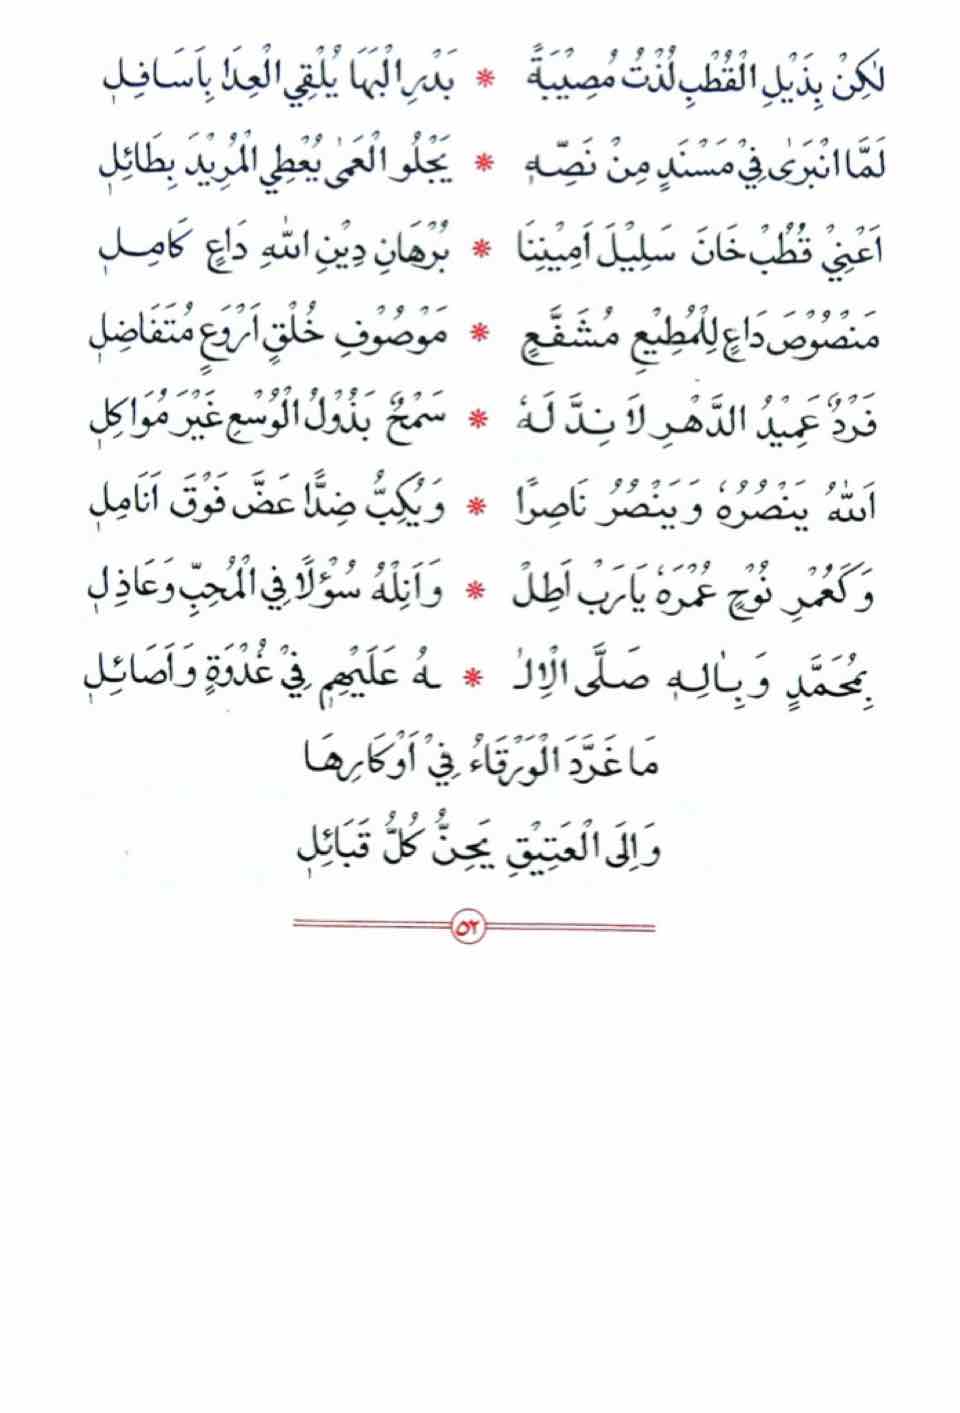 لٰكِنْ بِذَيْلِ الْقُطْبِ لُذْتُ مُصِيْبَةً * بَدْرِ الْبَهَا يُلْقِي الْعِدَا بِاَسَافِلٖ
لَمَّا انْبَرٰى فِيْ مَسْنَدٍ مِنْ نَصِّهٖ * يَجْلُو الْعَمٰى يُعْطِي الْمُرِيْدَ بِطَائِلٖ
اَعْنِيْ قُطُبْ خَانَ سَلِيْلَ اَمِيْنِنَا * بُرْهَانِ دِيْنِ اللهِ دَاعٍ كَامِلٖ
مَنْصُوْصَ دَاعٍ لِلْمُطِيْعِ مُشَفَّعٍ * مَوْصُوْفِ خُلْقٍ اَرْوَعٍ مُتَفَاضِلٖ
فَرْدٌ عَمِيْدُ الدَّهْرِ لَا نِدَّ لَهٗ * سَمْحٌ بَذُوْلُ الْوُسْعِ غَيْرَ مُوَاكِلٖ
اَللهُ يَنْصُرُهٗ وَيَنْصُرُ نَاصِرًا * وَيُكِبُّ ضِدًّا عَضَّ فَوْقَ اَنَامِلٖ
وَكَعُمْرِ نُوْحٍ عُمْرَهٗ يَارَبْ اَطِلْ * وَاَنِلْهُ سُؤْلًا فِي الْمُحِبِّ وَعَاذِلٖ
بِمُحَمَّدٍ وَبِاٰلِهٖ صَلَّى الْاِلٰـ * ـهُ عَلَيْهِمٖ فِيْ غُدْوَةٍ وَاَصَائِلٖ
مَا غَرَّدَ الْوَرْقَاءُ فِيْ اَوْكَارِهَا
وَاِلَى الْعَتِيْقِ يَحِنُّ كُلُّ قَبَائِلٖ
٥٢